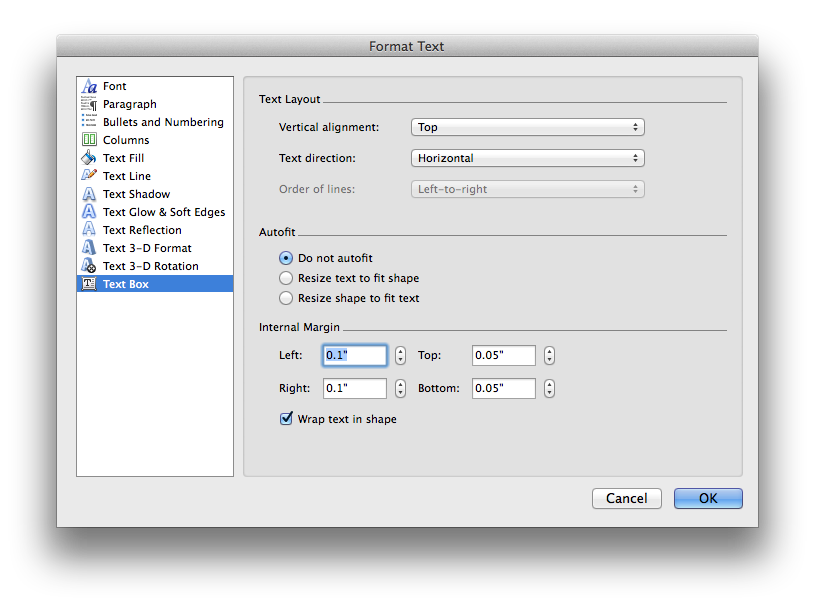 Format Text
Font
Paragraph
Bullets and Numbering
Columns
Text Fill
Text Line
Text Shadow
Text Glow & Soft Edges
Text Reflection
Text 3-D Format
Text 3-D Rotation
Text Box
Text Layout
Vertical alignment: Top
Text direction: Horizontal
Order of lines: Left-to-right
Autofit
Do not autofit
Resize text to fit shape
Resize shape to fit text
Internal Margin
Left: 0.1" Top: 0.05"
Right: 0.1" Bottom: 0.05"
Wrap text in shape
Cancel OK